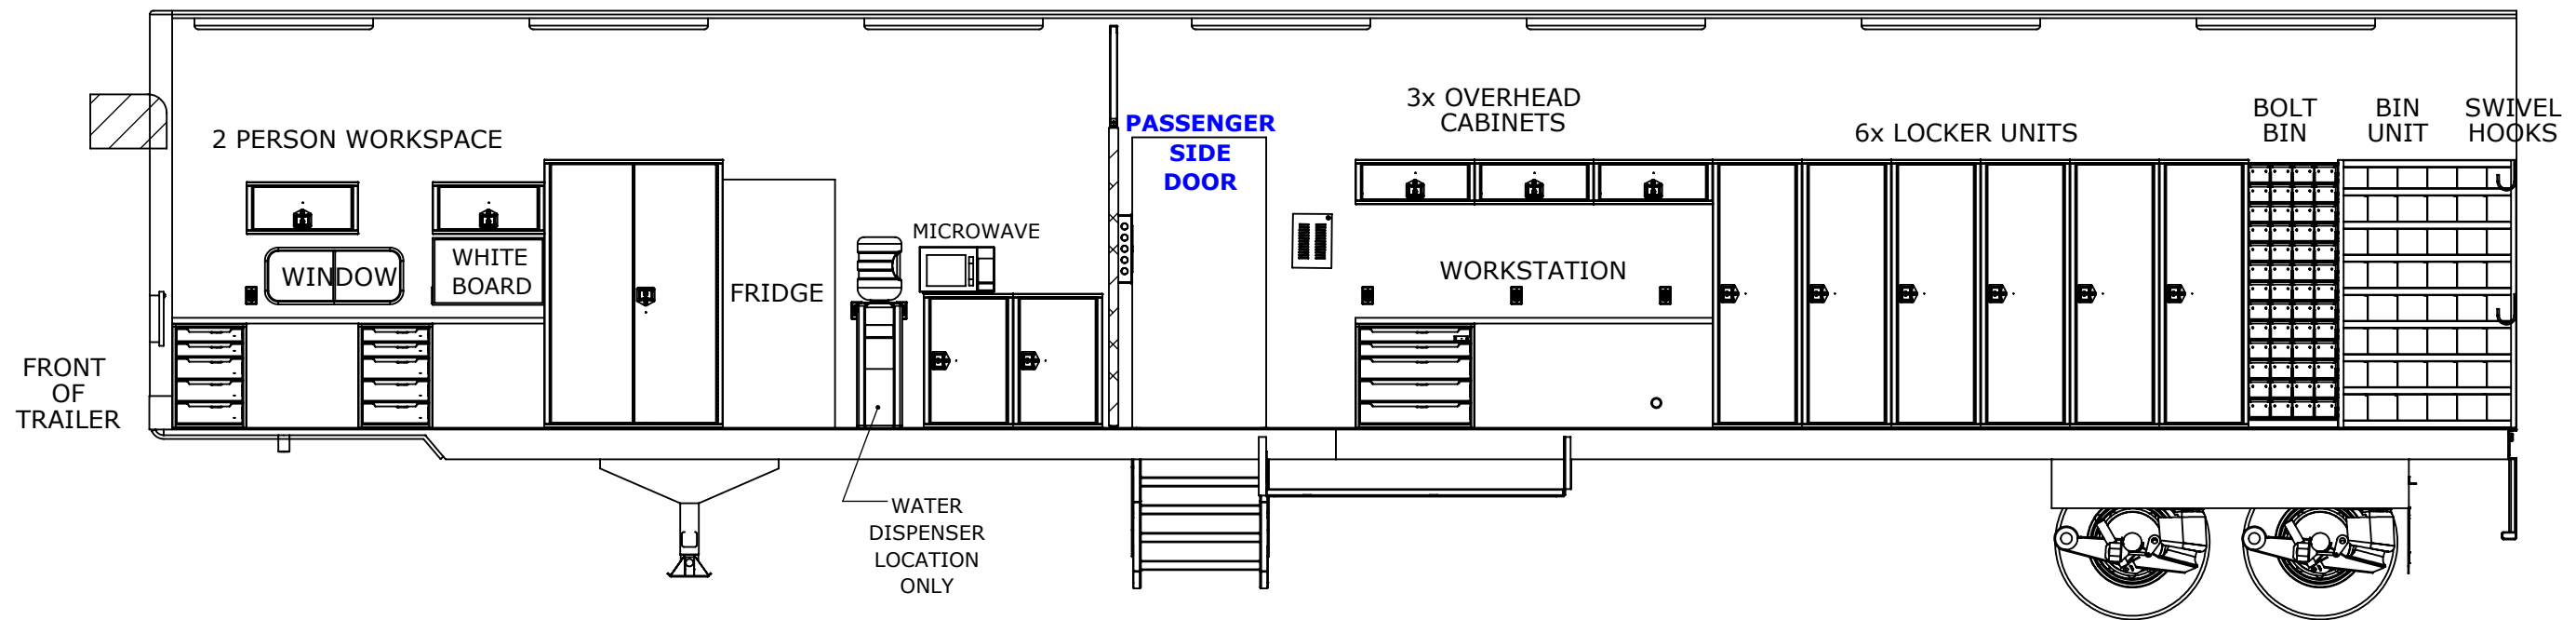 2 PERSON WORKSPACE
WINDOW
WHITE
BOARD
FRIDGE
MICROWAVE
PASSENGER
SIDE
DOOR
3x OVERHEAD
CABINETS
WORKSTATION
6x LOCKER UNITS
BOLT
BIN
BIN
UNIT
SWIVEL
HOOKS
FRONT
OF
TRAILER
WATER
DISPENSER
LOCATION
ONLY